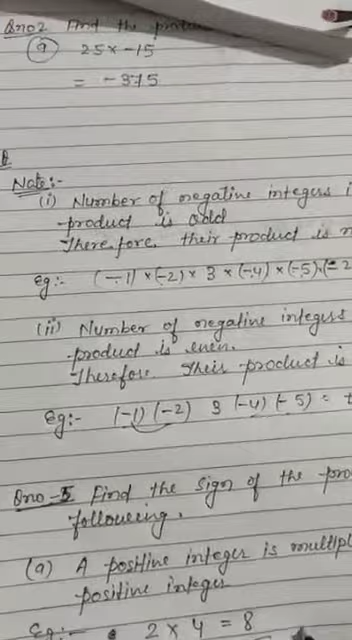 Qno2 Find the
(a) 25 x -15
= -375
Note:-
(i) Number of negative integers
product is odd
Therefore, their product is
eg:- (-1) × (-2) × 3 × (-4) × (-5)
(ii) Number of negative integers
product is even.
Therefore Their product is
Eg:- (-1) (-2) 3 (-4) (-5) =
Qno-3 Find the sign of the
following.
(a) A positive integer is
positive integer
Eg:- 2 × 4 = 8